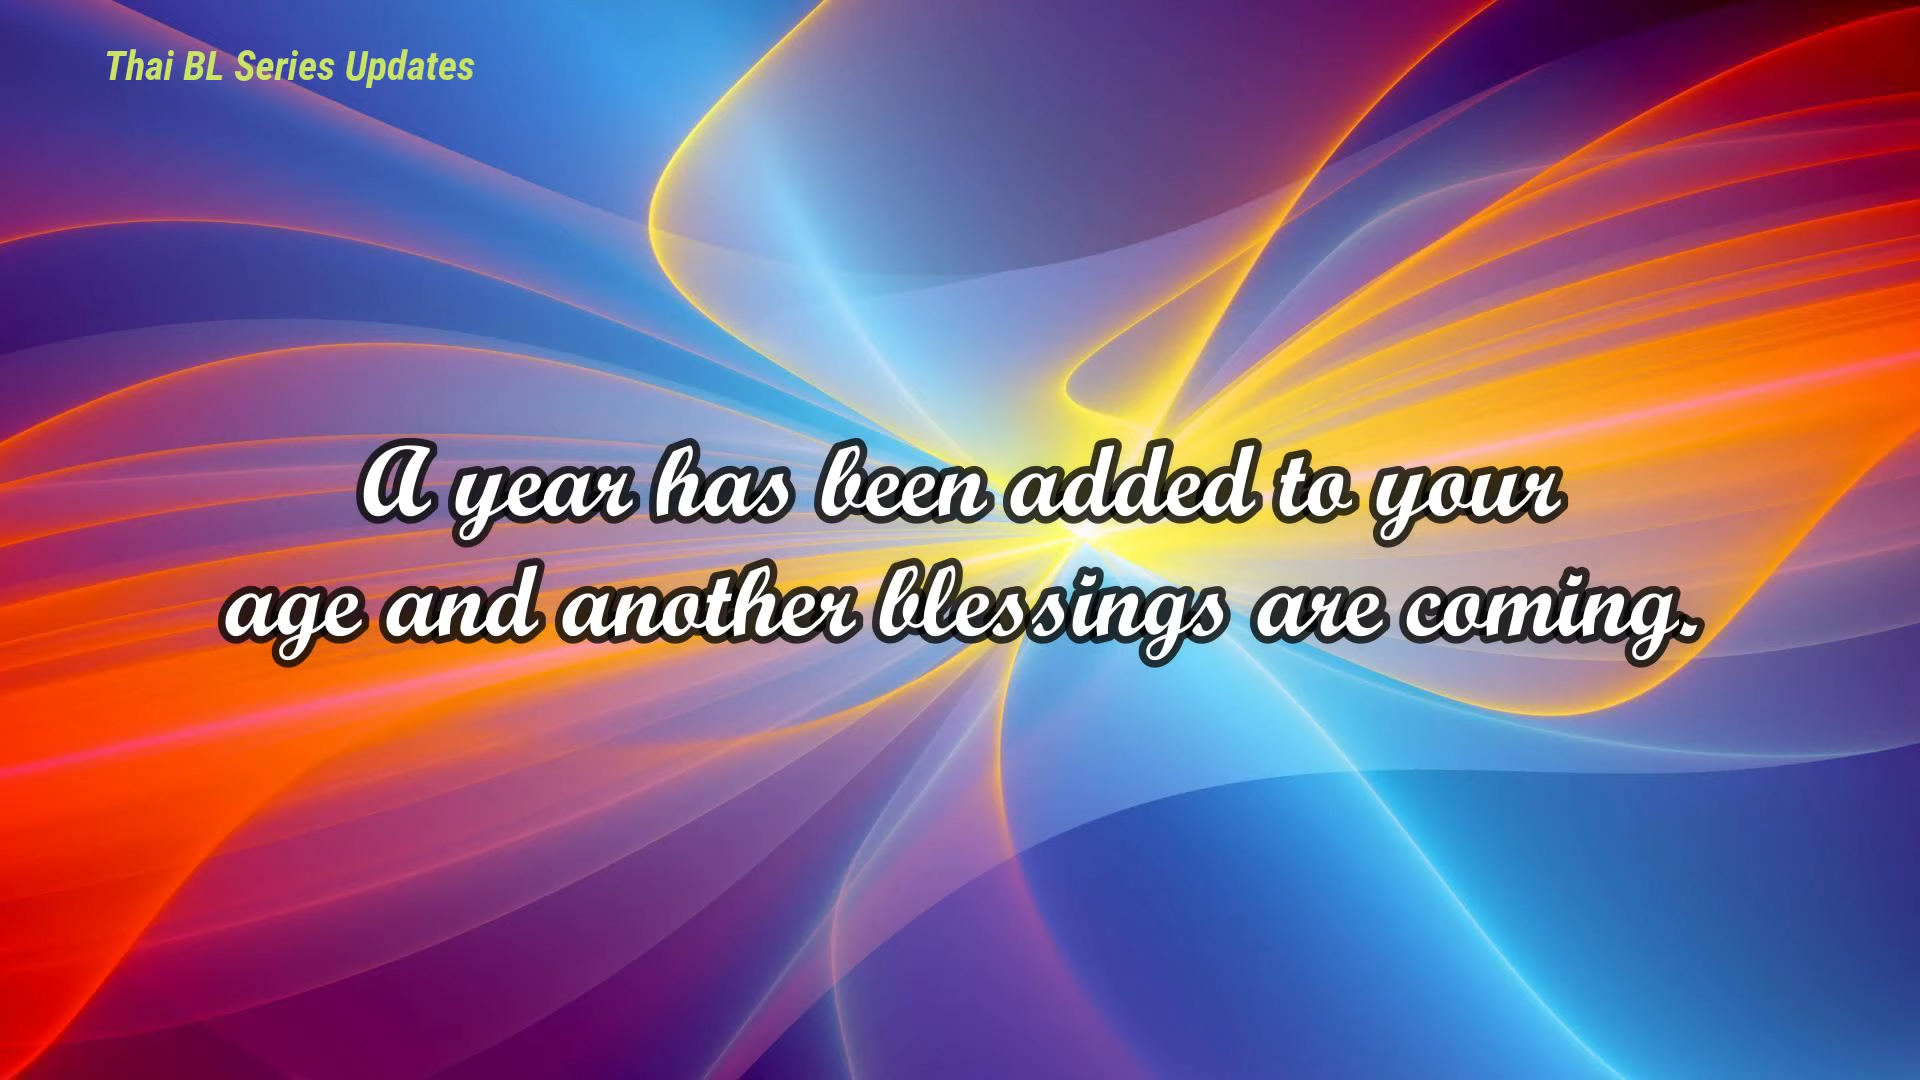 Thai BL Series Updates
A year has been added to your
age and another blessings are coming.